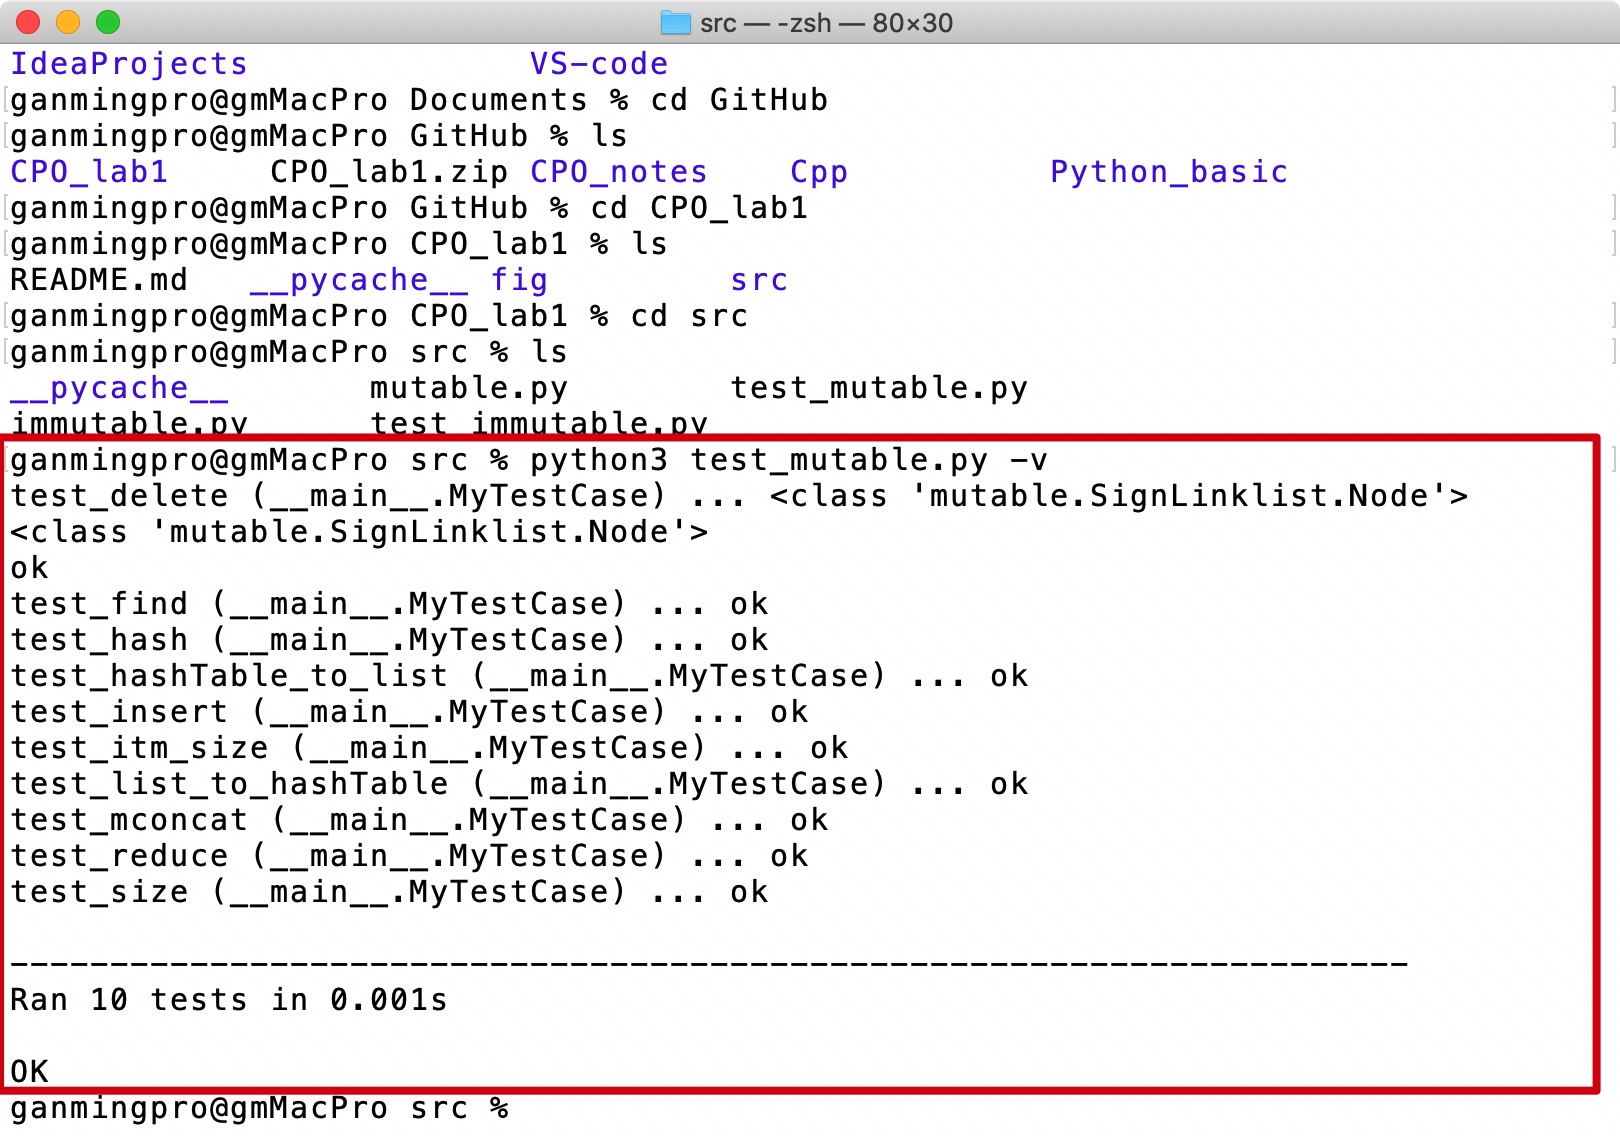 src — -zsh — 80×30
IdeaProjects VS-code
[ganmingpro@gmMacPro Documents % cd GitHub ]
[ganmingpro@gmMacPro GitHub % ls ]
CPO_lab1 CPO_lab1.zip CPO_notes Cpp Python_basic
[ganmingpro@gmMacPro GitHub % cd CPO_lab1 ]
[ganmingpro@gmMacPro CPO_lab1 % ls ]
README.md __pycache__ fig src
[ganmingpro@gmMacPro CPO_lab1 % cd src ]
[ganmingpro@gmMacPro src % ls ]
__pycache__ mutable.py test_mutable.py
immutable.py test_immutable.py
[ganmingpro@gmMacPro src % python3 test_mutable.py -v ]
test_delete (__main__.MyTestCase) ... <class 'mutable.SignLinklist.Node'>
<class 'mutable.SignLinklist.Node'>
ok
test_find (__main__.MyTestCase) ... ok
test_hash (__main__.MyTestCase) ... ok
test_hashTable_to_list (__main__.MyTestCase) ... ok
test_insert (__main__.MyTestCase) ... ok
test_itm_size (__main__.MyTestCase) ... ok
test_list_to_hashTable (__main__.MyTestCase) ... ok
test_mconcat (__main__.MyTestCase) ... ok
test_reduce (__main__.MyTestCase) ... ok
test_size (__main__.MyTestCase) ... ok
----------------------------------------------------------------------
Ran 10 tests in 0.001s
OK
ganmingpro@gmMacPro src %